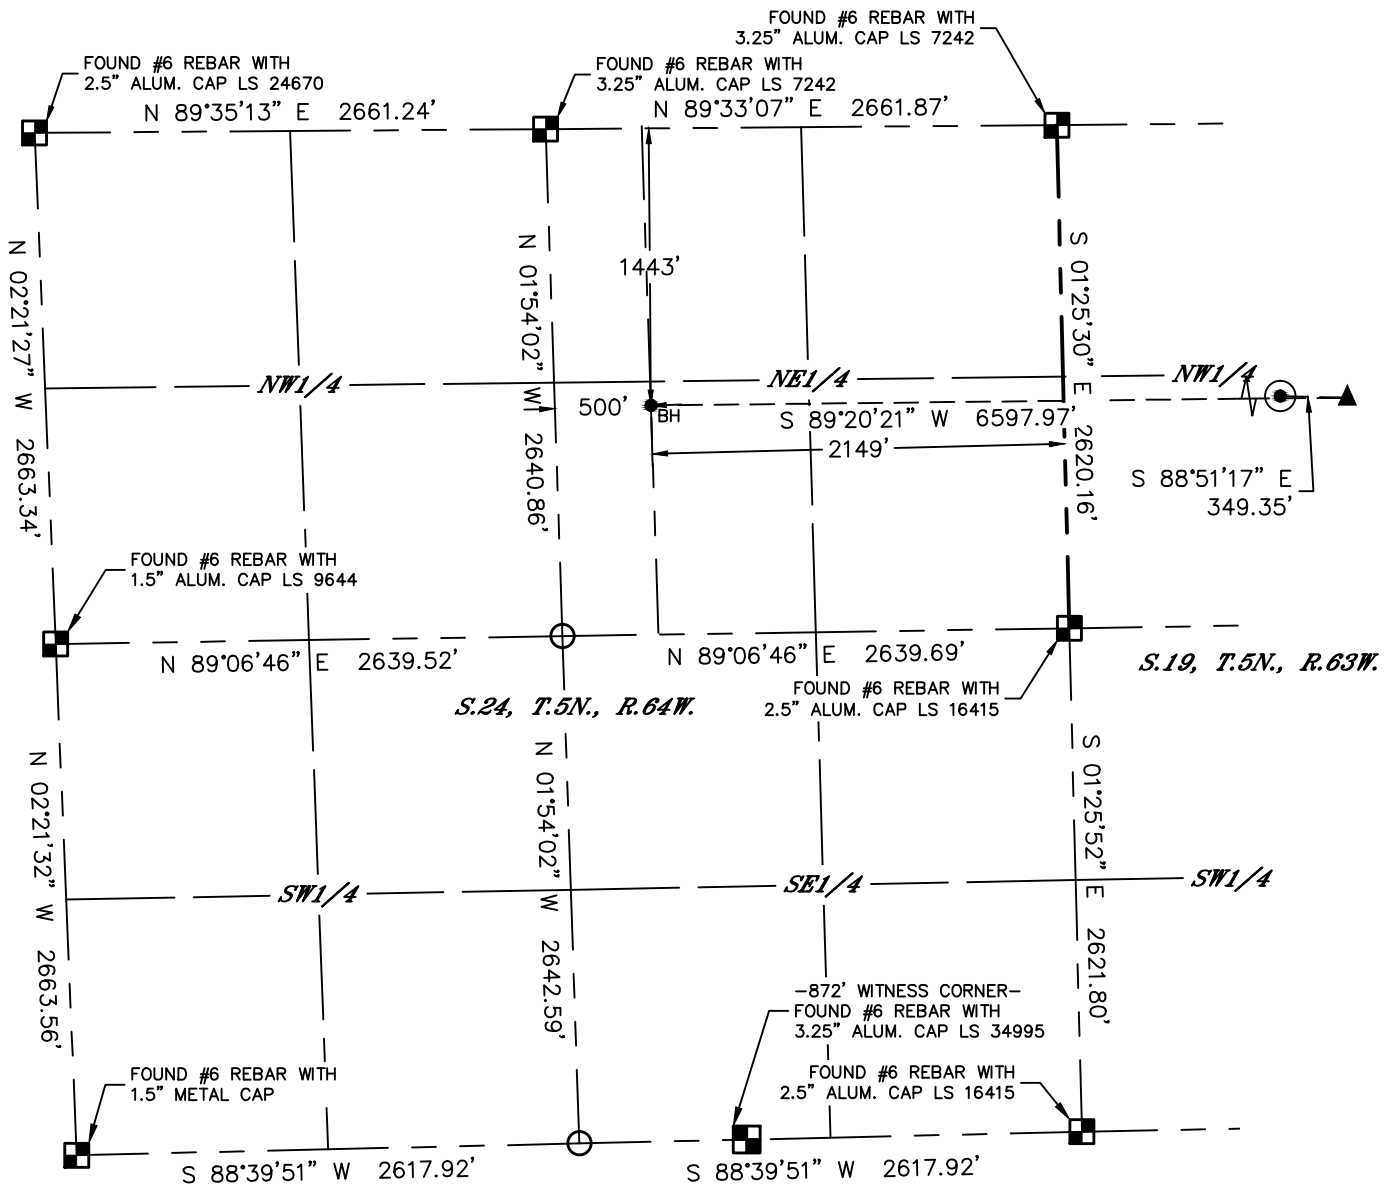 FOUND #6 REBAR WITH
3.25" ALUM. CAP LS 7242
FOUND #6 REBAR WITH
2.5" ALUM. CAP LS 24670
FOUND #6 REBAR WITH
3.25" ALUM. CAP LS 7242
N 89°35'13" E 2661.24'
N 89°33'07" E 2661.87'
N 02°21'27" W 2663.34'
N 01°54'02" W 2640.86'
1443'
S 01°25'30" E 2620.16'
NW1/4
NE1/4
NW1/4
500'
BH
S 89°20'21" W 6597.97'
2149'
S 88°51'17" E
349.35'
FOUND #6 REBAR WITH
1.5" ALUM. CAP LS 9644
N 89°06'46" E 2639.52'
N 89°06'46" E 2639.69'
S.19, T.5N., R.63W.
S.24, T.5N., R.64W.
FOUND #6 REBAR WITH
2.5" ALUM. CAP LS 16415
N 02°21'32" W 2663.56'
N 01°54'02" W 2642.59'
S 01°25'52" E 2621.80'
SW1/4
SE1/4
SW1/4
-872' WITNESS CORNER-
FOUND #6 REBAR WITH
3.25" ALUM. CAP LS 34995
FOUND #6 REBAR WITH
1.5" METAL CAP
FOUND #6 REBAR WITH
2.5" ALUM. CAP LS 16415
S 88°39'51" W 2617.92'
S 88°39'51" W 2617.92'